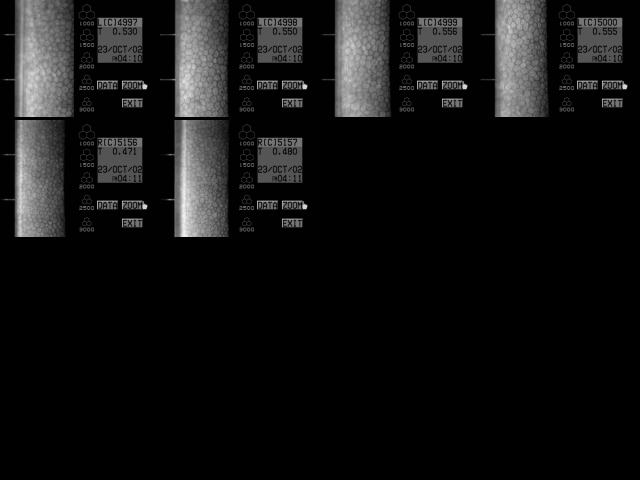 L(C)4997
T 0.530
23/OCT/02
PM04:10
1000
1500
2000
2500
3000
DATA ZOOM
EXIT
L(C)4998
T 0.550
23/OCT/02
PM04:10
1000
1500
2000
2500
3000
DATA ZOOM
EXIT
L(C)4999
T 0.556
23/OCT/02
PM04:10
1000
1500
2000
2500
3000
DATA ZOOM
EXIT
L(C)5000
T 0.555
23/OCT/02
PM04:10
1000
1500
2000
2500
3000
DATA ZOOM
EXIT
R(C)5156
T 0.471
23/OCT/02
PM04:11
1000
1500
2000
2500
3000
DATA ZOOM
EXIT
R(C)5157
T 0.480
23/OCT/02
PM04:11
1000
1500
2000
2500
3000
DATA ZOOM
EXIT